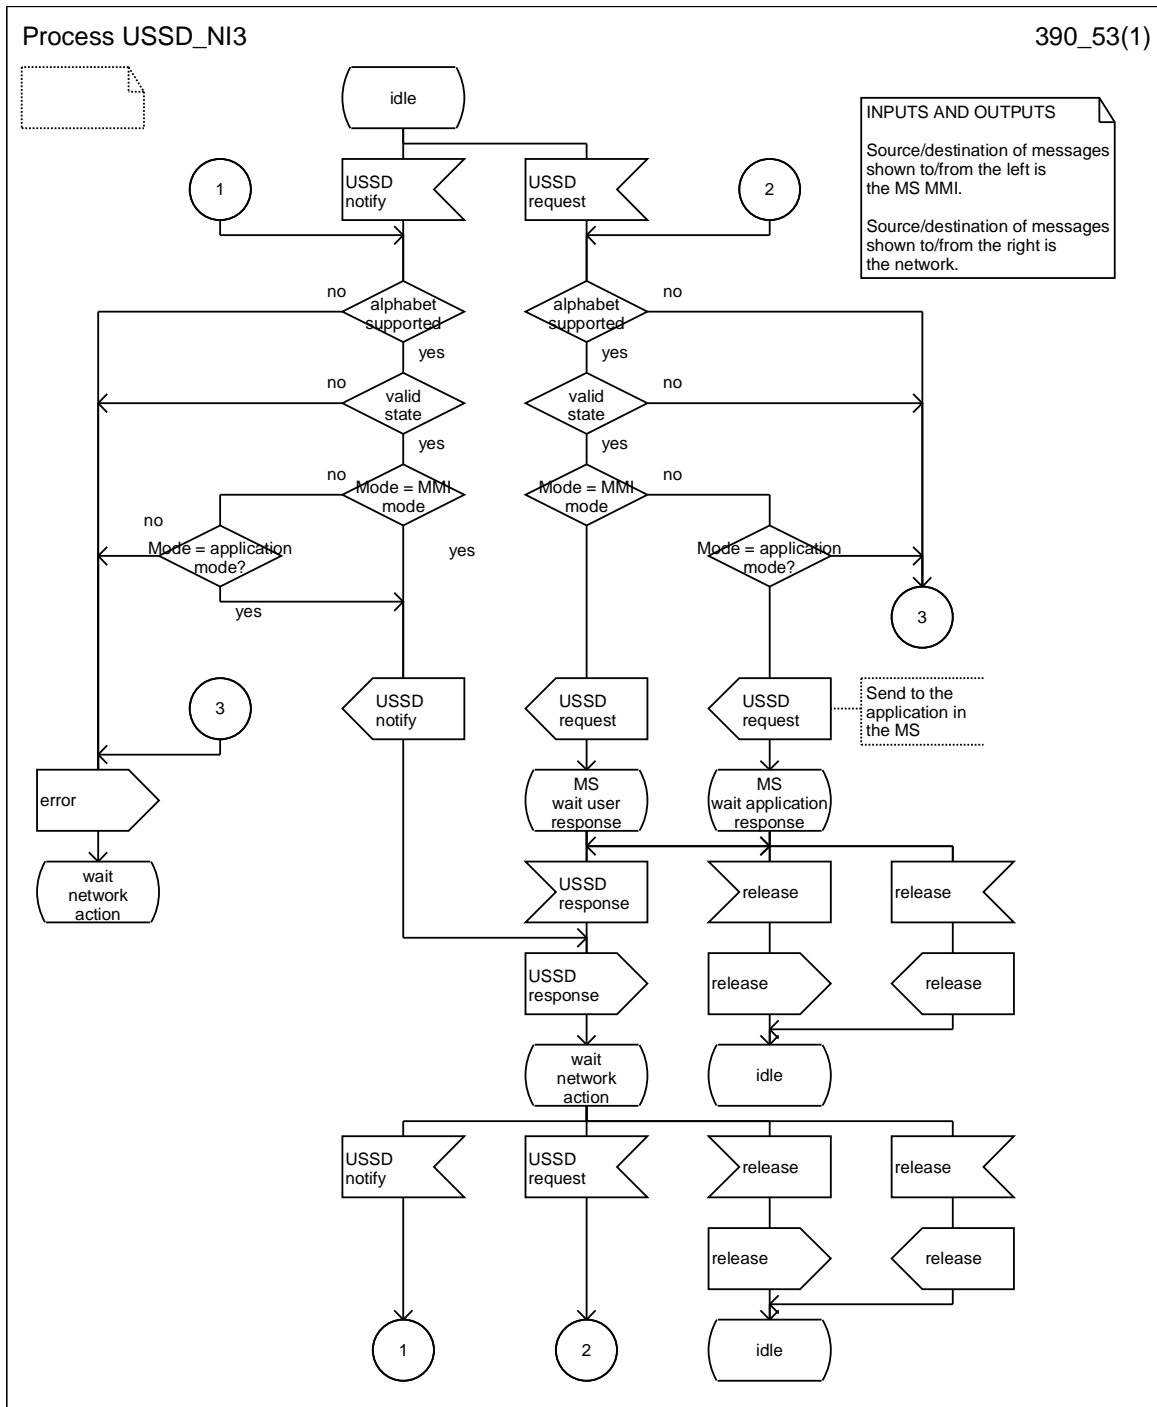 Process USSD_NI3
390_53(1)
idle
INPUTS AND OUTPUTS
Source/destination of messages
shown to/from the left is
the MS MMI.
Source/destination of messages
shown to/from the right is
the network.
1
USSD
notify
USSD
request
2
no
alphabet
supported
yes
alphabet
supported
no
yes
no
valid
state
yes
valid
state
no
yes
no
Mode = MMI
mode
yes
Mode = MMI
mode
no
no
Mode = application
mode?
yes
Mode = application
mode?
3
3
USSD
notify
USSD
request
USSD
request
Send to the
application in
the MS
error
MS
wait user
response
MS
wait application
response
wait
network
action
USSD
response
release
release
USSD
response
release
release
wait
network
action
idle
USSD
notify
USSD
request
release
release
release
release
1
2
idle